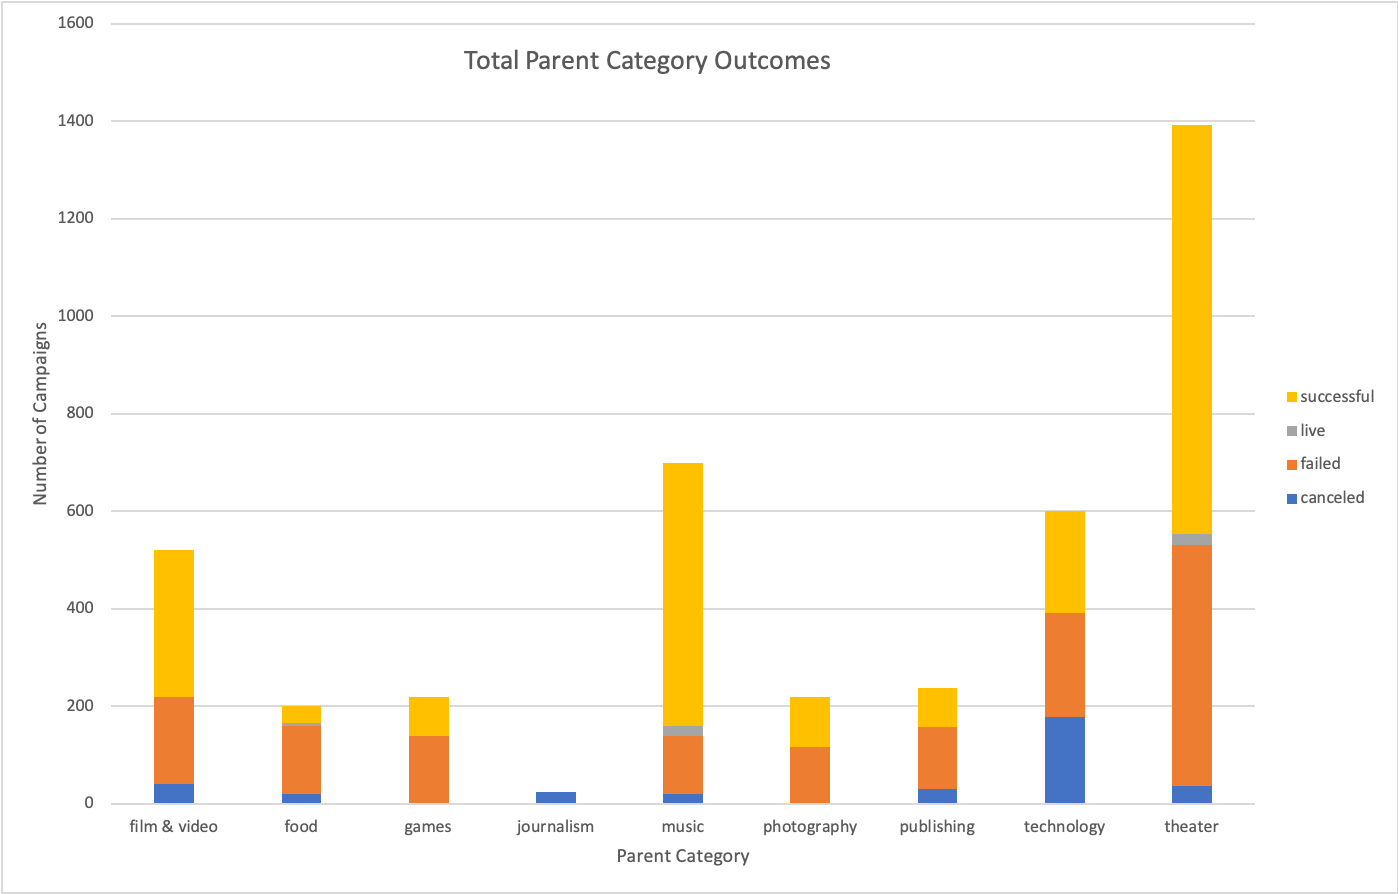 Total Parent Category Outcomes
1600
1400
1200
1000
800
600
400
200
0
Number of Campaigns
film & video
food
games
journalism
music
photography
publishing
technology
theater
Parent Category
successful
live
failed
canceled